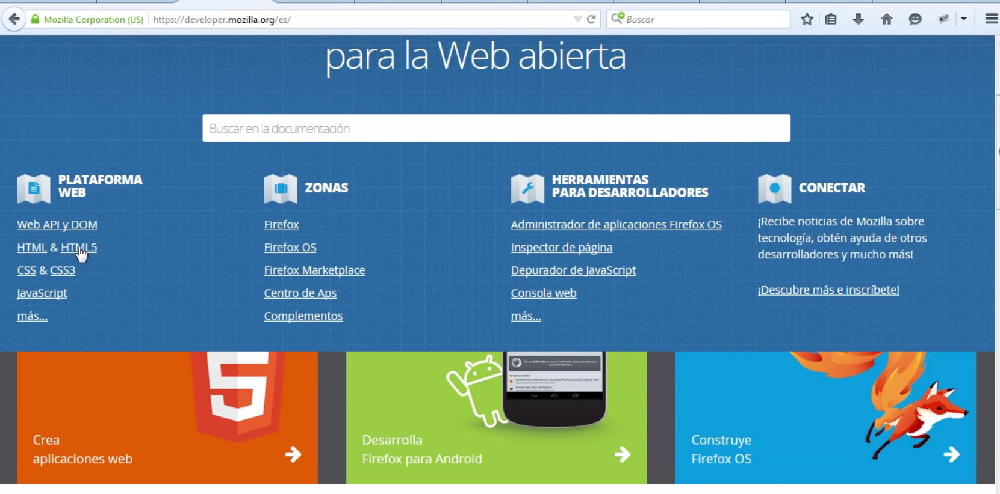 Mozilla Corporation (US) https://developer.mozilla.org/es/ Buscar
para la Web abierta
Buscar en la documentación
PLATAFORMA
WEB
Web API y DOM
HTML & HTML5
CSS & CSS3
JavaScript
más...
ZONAS
Firefox
Firefox OS
Firefox Marketplace
Centro de Aps
Complementos
HERRAMIENTAS
PARA DESARROLLADORES
Administrador de aplicaciones Firefox OS
Inspector de página
Depurador de JavaScript
Consola web
más...
CONECTAR
¡Recibe noticias de Mozilla sobre
tecnología, obtén ayuda de otros
desarrolladores y mucho más!
¡Descubre más e inscríbete!
5
Crea
aplicaciones web
Desarrolla
Firefox para Android
Construye
Firefox OS